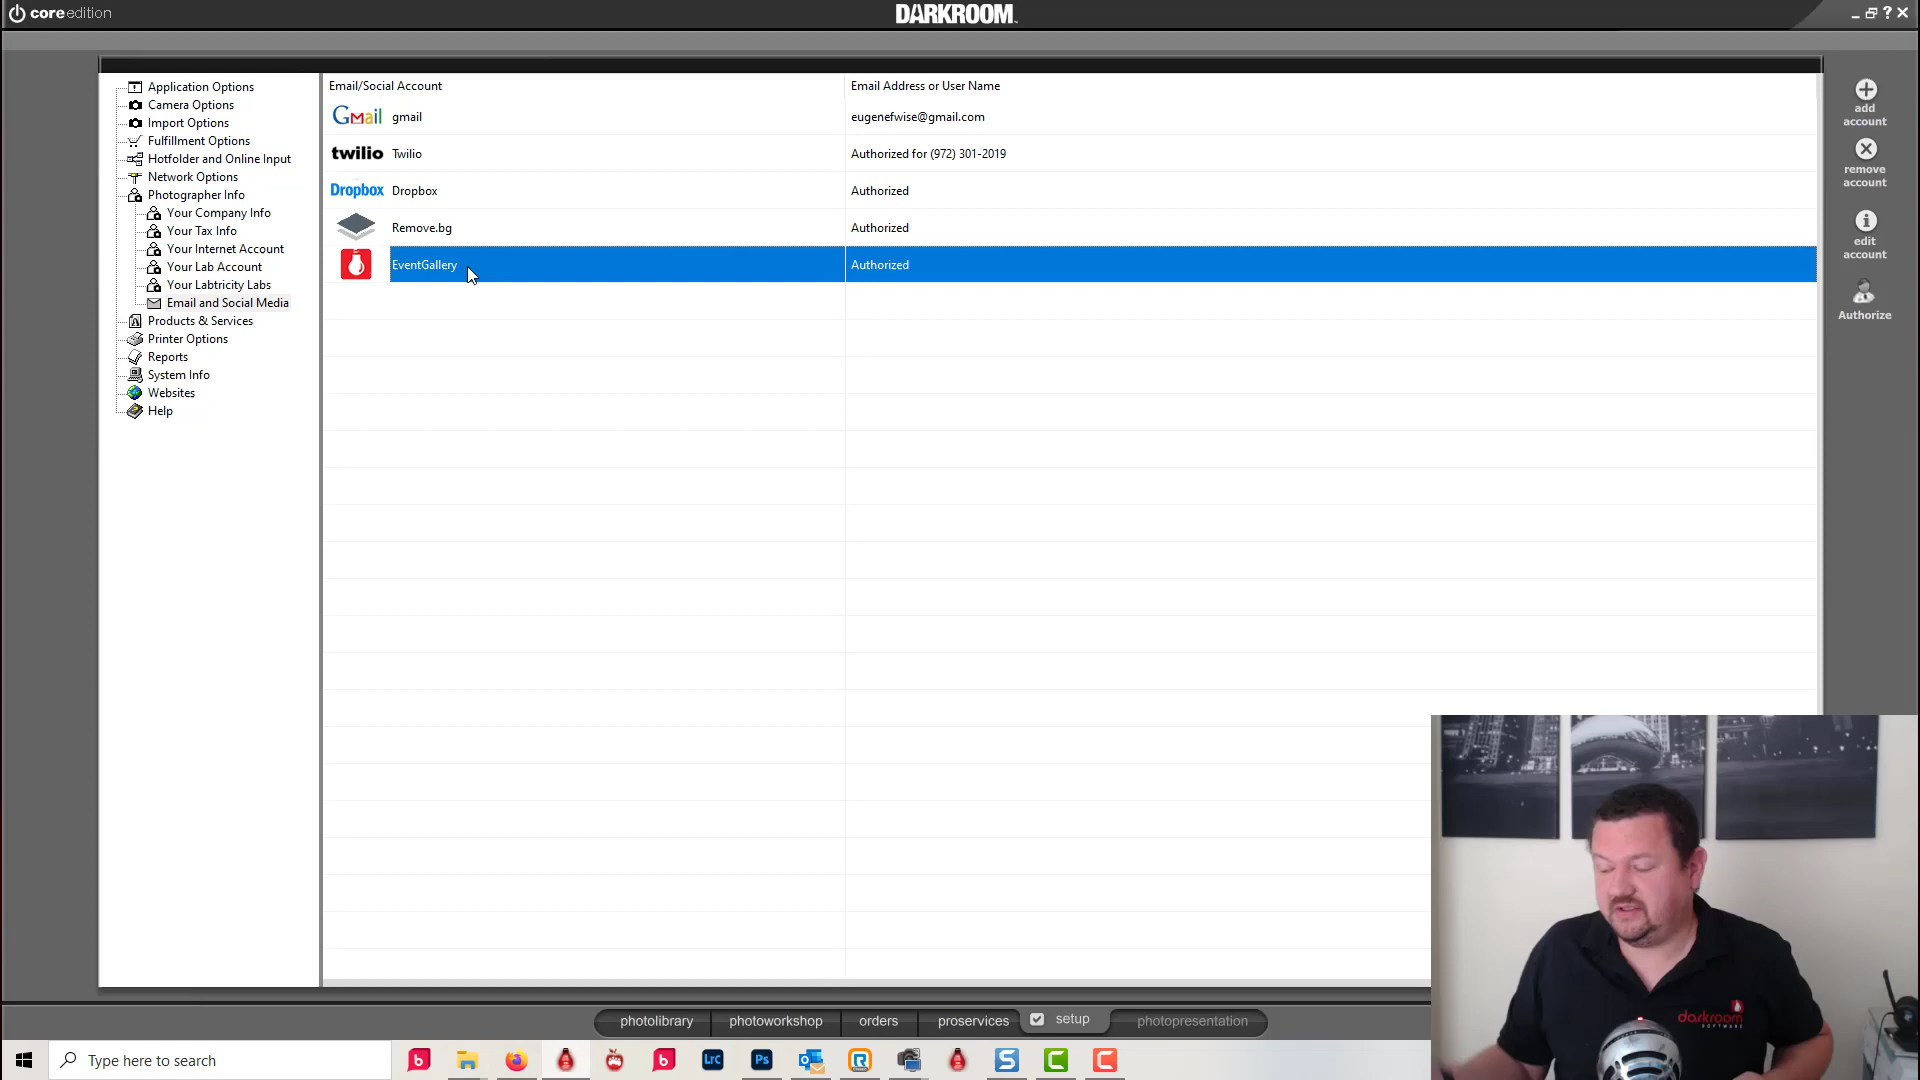 coreedition
DARKROOM
Application Options
Camera Options
Import Options
Fulfillment Options
Hotfolder and Online Input
Network Options
Photographer Info
Your Company Info
Your Tax Info
Your Internet Account
Your Lab Account
Your Labtricity Labs
Email and Social Media
Products & Services
Printer Options
Reports
System Info
Websites
Help
Email/Social Account Email Address or User Name
Gmail gmail eugenefwise@gmail.com
twilio Twilio Authorized for (972) 301-2019
Dropbox Dropbox Authorized
Remove.bg Authorized
EventGallery Authorized
add
account
remove
account
edit
account
Authorize
darkroom
SOFTWARE
photolibrary photoworkshop orders proservices setup photopresentation
Type here to search
b
b
Lrc
Ps
R
S
C
C